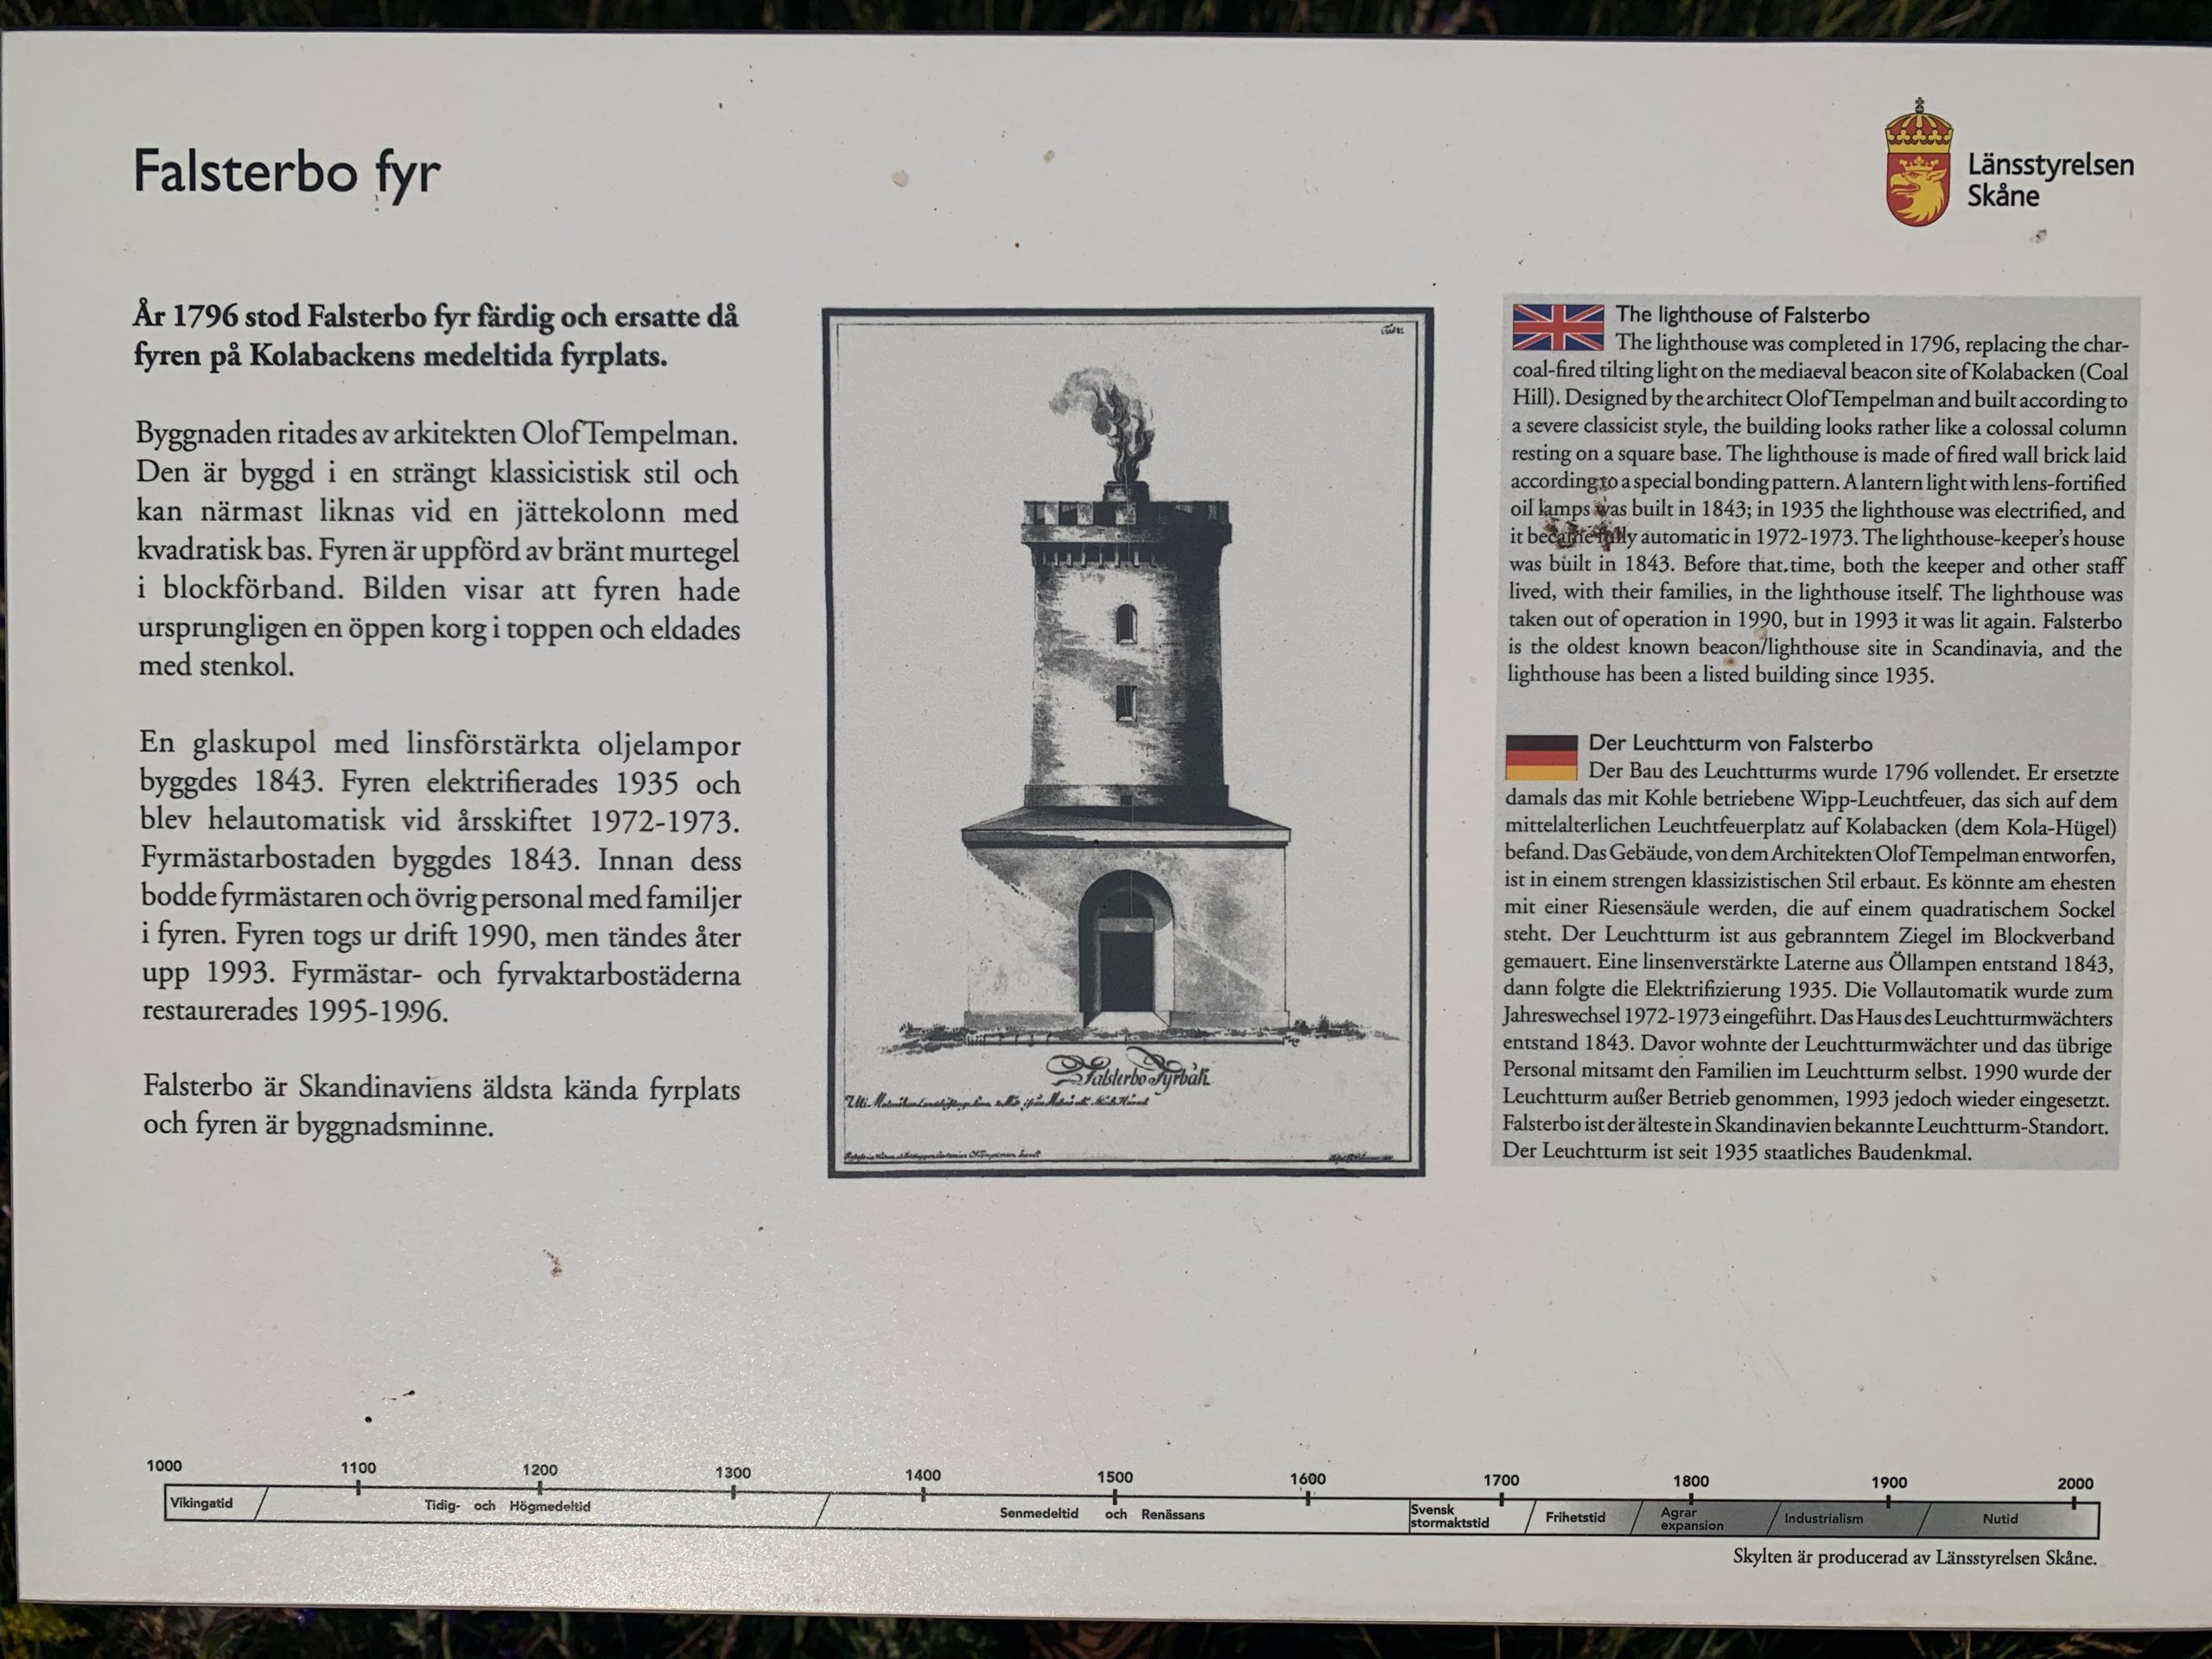 Falsterbo fyr
Länsstyrelsen
Skåne
År 1796 stod Falsterbo fyr färdig och ersatte då
fyren på Kolabackens medeltida fyrplats.
Byggnaden ritades av arkitekten Olof Tempelman.
Den är byggd i en strängt klassicistisk stil och
kan närmast liknas vid en jättekolonn med
kvadratisk bas. Fyren är uppförd av bränt murtegel
i blockförband. Bilden visar att fyren hade
ursprungligen en öppen korg i toppen och eldades
med stenkol.
En glaskupol med linsförstärkta oljelampor
byggdes 1843. Fyren elektrifierades 1935 och
blev helautomatisk vid årsskiftet 1972-1973.
Fyrmästarbostaden byggdes 1843. Innan dess
bodde fyrmästaren och övrig personal med familjer
i fyren. Fyren togs ur drift 1990, men tändes åter
upp 1993. Fyrmästar- och fyrvaktarbostäderna
restaurerades 1995-1996.
Falsterbo är Skandinaviens äldsta kända fyrplats
och fyren är byggnadsminne.
Falsterbo Fyrbåk
The lighthouse of Falsterbo
The lighthouse was completed in 1796, replacing the char-
coal-fired tilting light on the mediaeval beacon site of Kolabacken (Coal
Hill). Designed by the architect Olof Tempelman and built according to
a severe classicist style, the building looks rather like a colossal column
resting on a square base. The lighthouse is made of fired wall brick laid
according to a special bonding pattern. A lantern light with lens-fortified
oil lamps was built in 1843; in 1935 the lighthouse was electrified, and
it became fully automatic in 1972-1973. The lighthouse-keeper's house
was built in 1843. Before that time, both the keeper and other staff
lived, with their families, in the lighthouse itself. The lighthouse was
taken out of operation in 1990, but in 1993 it was lit again. Falsterbo
is the oldest known beacon/lighthouse site in Scandinavia, and the
lighthouse has been a listed building since 1935.
Der Leuchtturm von Falsterbo
Der Bau des Leuchtturms wurde 1796 vollendet. Er ersetzte
damals das mit Kohle betriebene Wipp-Leuchtfeuer, das sich auf dem
mittelalterlichen Leuchtfeuerplatz auf Kolabacken (dem Kola-Hügel)
befand. Das Gebäude, von dem Architekten Olof Tempelman entworfen,
ist in einem strengen klassizistischen Stil erbaut. Es könnte am ehesten
mit einer Riesensäule werden, die auf einem quadratischem Sockel
steht. Der Leuchtturm ist aus gebranntem Ziegel im Blockverband
gemauert. Eine linsenverstärkte Laterne aus Öllampen entstand 1843,
dann folgte die Elektrifizierung 1935. Die Vollautomatik wurde zum
Jahreswechsel 1972-1973 eingeführt. Das Haus des Leuchtturmwächters
entstand 1843. Davor wohnte der Leuchtturmwächter und das übrige
Personal mitsamt den Familien im Leuchtturm selbst. 1990 wurde der
Leuchtturm außer Betrieb genommen, 1993 jedoch wieder eingesetzt.
Falsterbo ist der älteste in Skandinavien bekannte Leuchtturm-Standort.
Der Leuchtturm ist seit 1935 staatliches Baudenkmal.
1000 1100 1200 1300 1400 1500 1600 1700 1800 1900 2000
Vikingatid Tidig- och Högmedeltid Senmedeltid och Renässans Svensk stormaktstid Frihetstid Agrar expansion Industrialism Nutid
Skylten är producerad av Länsstyrelsen Skåne.